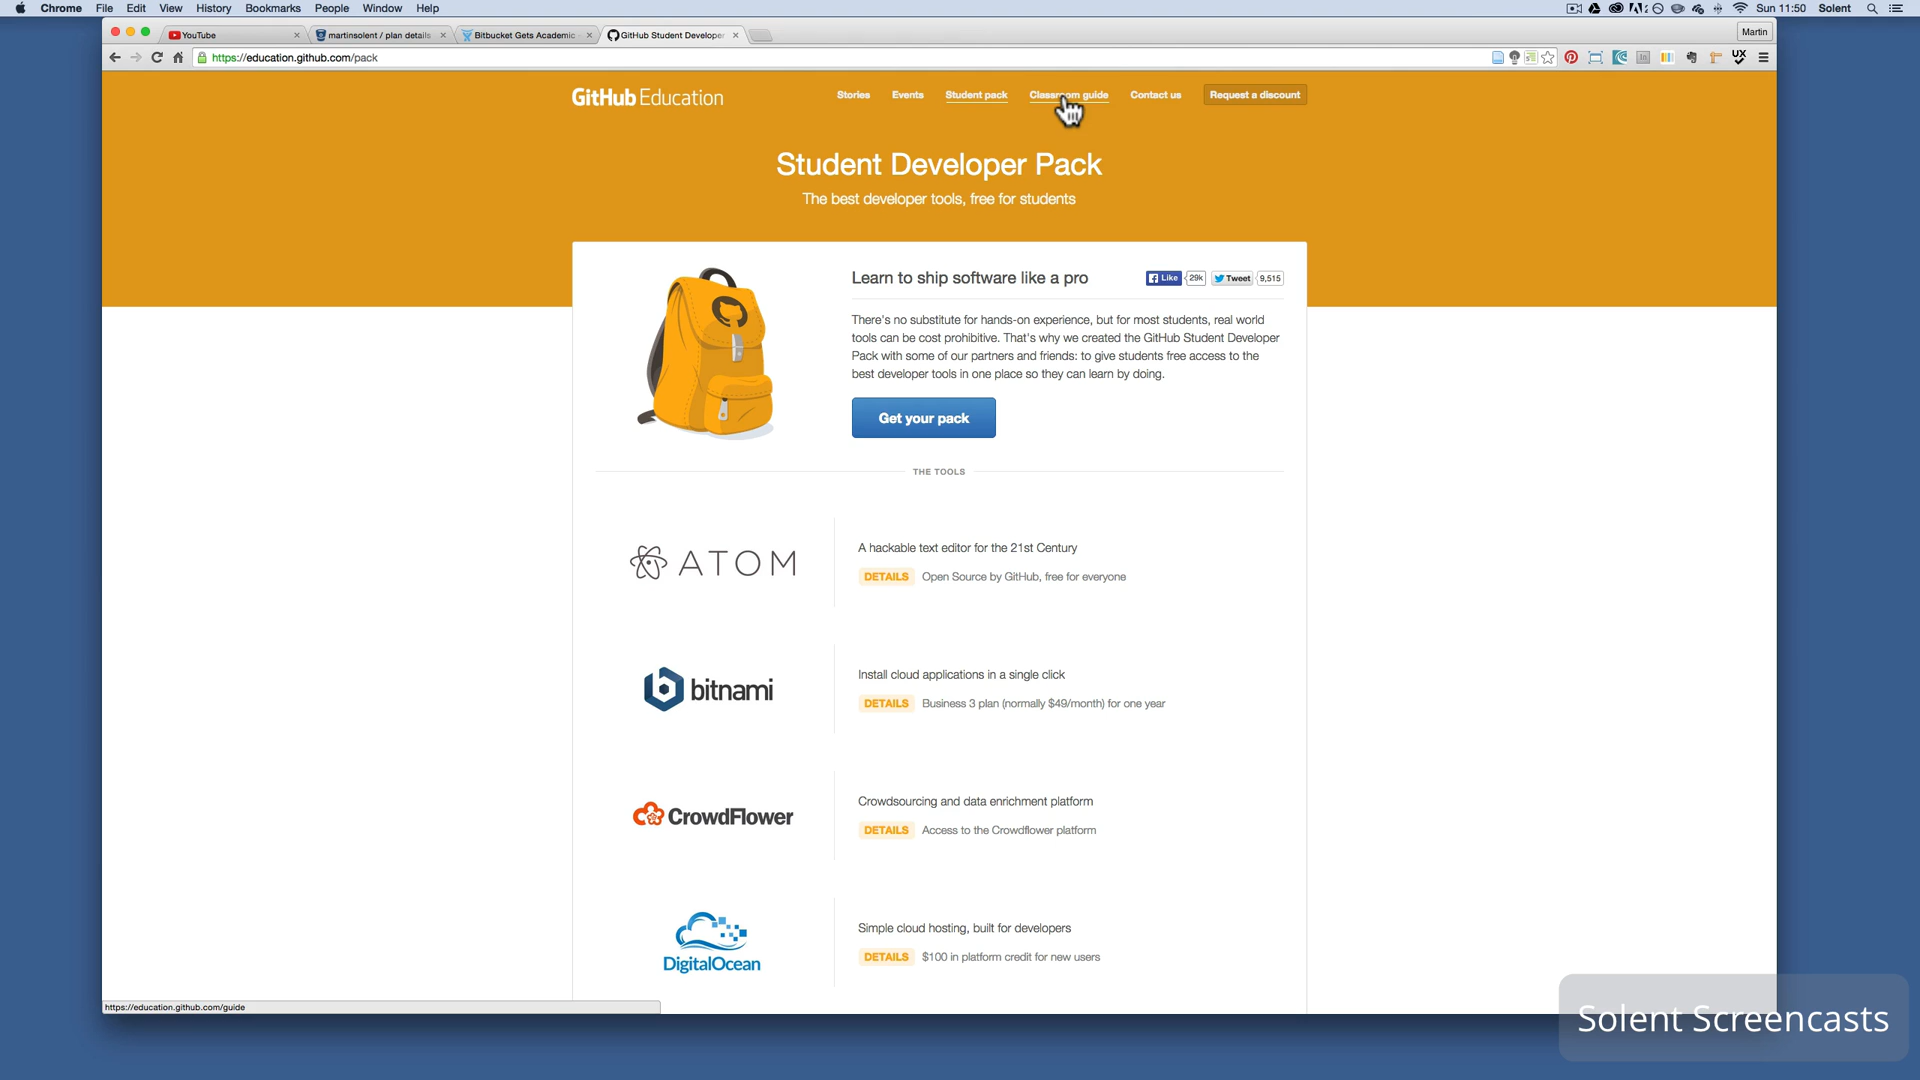 Chrome File Edit View History Bookmarks People Window Help
Sun 11:50 Solent
YouTube
martinsolent / plan details
Bitbucket Gets Academic
GitHub Student Developer
Martin
https://education.github.com/pack
GitHub Education
Stories Events Student pack Classroom guide Contact us Request a discount
Student Developer Pack
The best developer tools, free for students
Learn to ship software like a pro
Like 29k Tweet 9,515
There's no substitute for hands-on experience, but for most students, real world
tools can be cost prohibitive. That's why we created the GitHub Student Developer
Pack with some of our partners and friends: to give students free access to the
best developer tools in one place so they can learn by doing.
Get your pack
THE TOOLS
ATOM
A hackable text editor for the 21st Century
DETAILS Open Source by GitHub, free for everyone
bitnami
Install cloud applications in a single click
DETAILS Business 3 plan (normally $49/month) for one year
CrowdFlower
Crowdsourcing and data enrichment platform
DETAILS Access to the Crowdflower platform
DigitalOcean
Simple cloud hosting, built for developers
DETAILS $100 in platform credit for new users
https://education.github.com/guide
Solent Screencasts